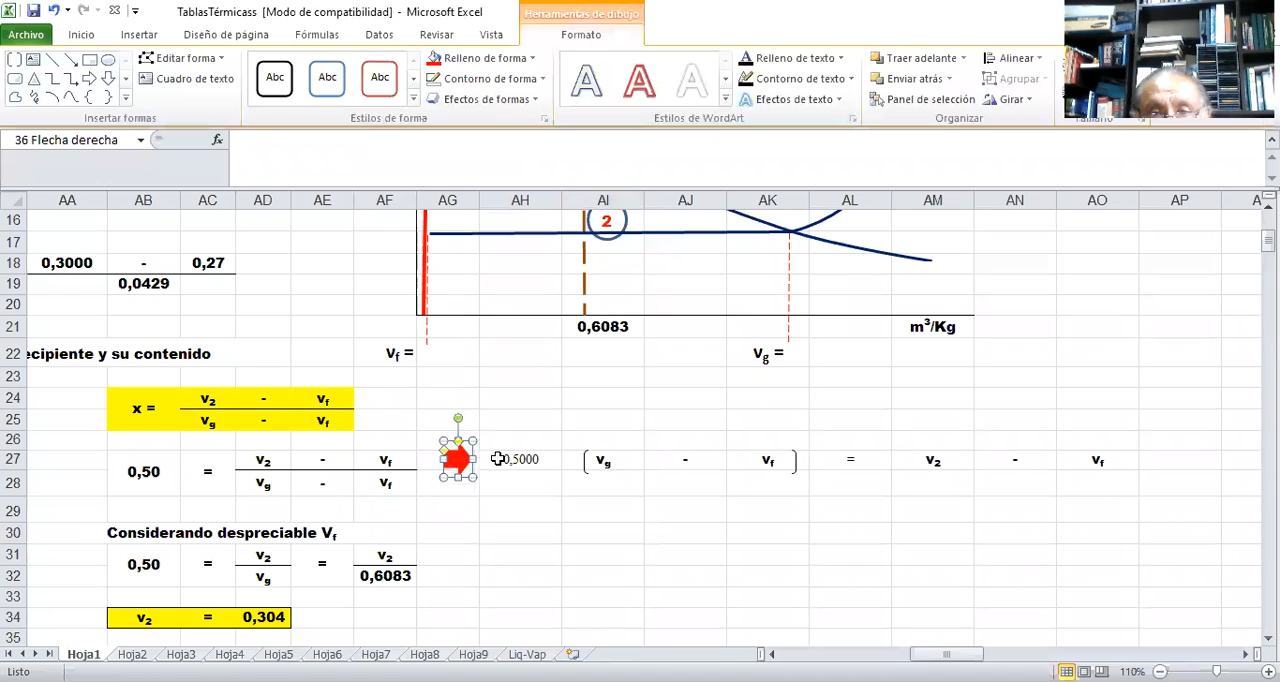 TablasTérmicass [Modo de compatibilidad] - Microsoft Excel
Herramientas de dibujo
Archivo Inicio Insertar Diseño de página Fórmulas Datos Revisar Vista Formato
Editar forma Abc Abc Abc Relleno de forma A A A Relleno de texto Traer adelante Alinear
Cuadro de texto Contorno de forma Contorno de texto Enviar atrás Agrupar
Efectos de formas Efectos de texto Panel de selección Girar
Insertar formas Estilos de forma Estilos de WordArt Organizar
36 Flecha derecha fx
AA AB AC AD AE AF AG AH AI AJ AK AL AM AN AO AP
16 2
17
18 0,3000 - 0,27
19 0,0429
20
21 0,6083 m³/Kg
22 ecipiente y su contenido vf = vg =
23
24 x = v2 - vf
25 vg - vf
26
27 0,50 = v2 - vf 0,5000 vg - vf = v2 - vf
28 vg - vf
29
30 Considerando despreciable Vf
31 0,50 = v2 = v2
32 vg 0,6083
33
34 v2 = 0,304
35
Hoja1 Hoja2 Hoja3 Hoja4 Hoja5 Hoja6 Hoja7 Hoja8 Hoja9 Liq-Vap
Listo 110%